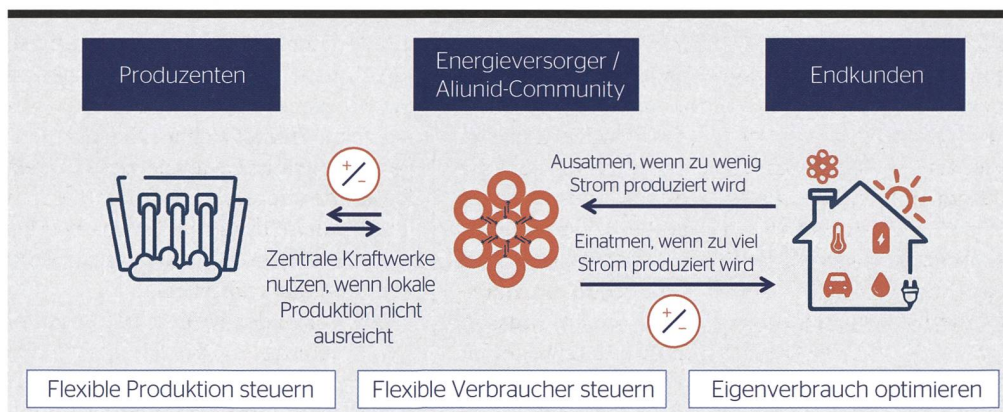 Produzenten
Energieversorger /
Aliunid-Community
Endkunden
+/-
Zentrale Kraftwerke
nutzen, wenn lokale
Produktion nicht
ausreicht
Ausatmen, wenn zu wenig
Strom produziert wird
Einatmen, wenn zu viel
Strom produziert wird
+/-
Flexible Produktion steuern
Flexible Verbraucher steuern
Eigenverbrauch optimieren